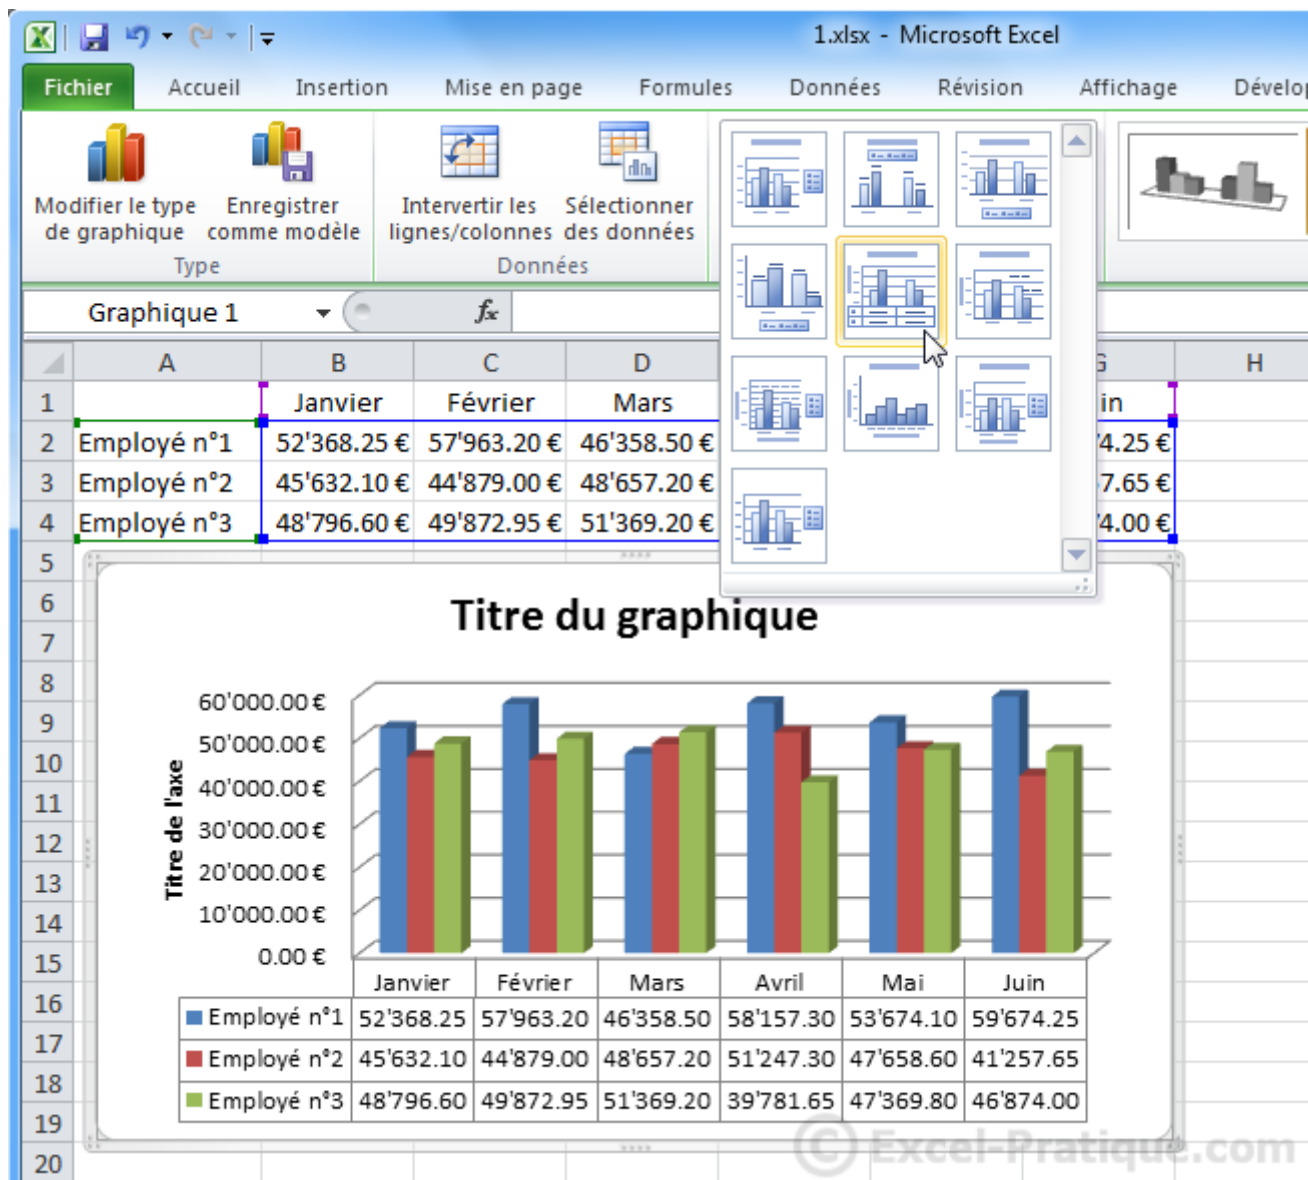 1.xlsx - Microsoft Excel
Fichier Accueil Insertion Mise en page Formules Données Révision Affichage
Modifier le type de graphique
Enregistrer comme modèle
Intervertir les lignes/colonnes
Sélectionner des données
Type Données
Graphique 1 fx
A B C D G H
1 Janvier Février Mars
2 Employé n°1 52'368.25 € 57'963.20 € 46'358.50 € 4.25 €
3 Employé n°2 45'632.10 € 44'879.00 € 48'657.20 € 7.65 €
4 Employé n°3 48'796.60 € 49'872.95 € 51'369.20 € 4.00 €
5
6
7
8
9
10
11
12
13
14
15
16
17
18
19
20
Titre du graphique
Titre de l'axe
60'000.00 €
50'000.00 €
40'000.00 €
30'000.00 €
20'000.00 €
10'000.00 €
0.00 €
Janvier Février Mars Avril Mai Juin
Employé n°1 52'368.25 57'963.20 46'358.50 58'157.30 53'674.10 59'674.25
Employé n°2 45'632.10 44'879.00 48'657.20 51'247.30 47'658.60 41'257.65
Employé n°3 48'796.60 49'872.95 51'369.20 39'781.65 47'369.80 46'874.00
© Excel-Pratique.com